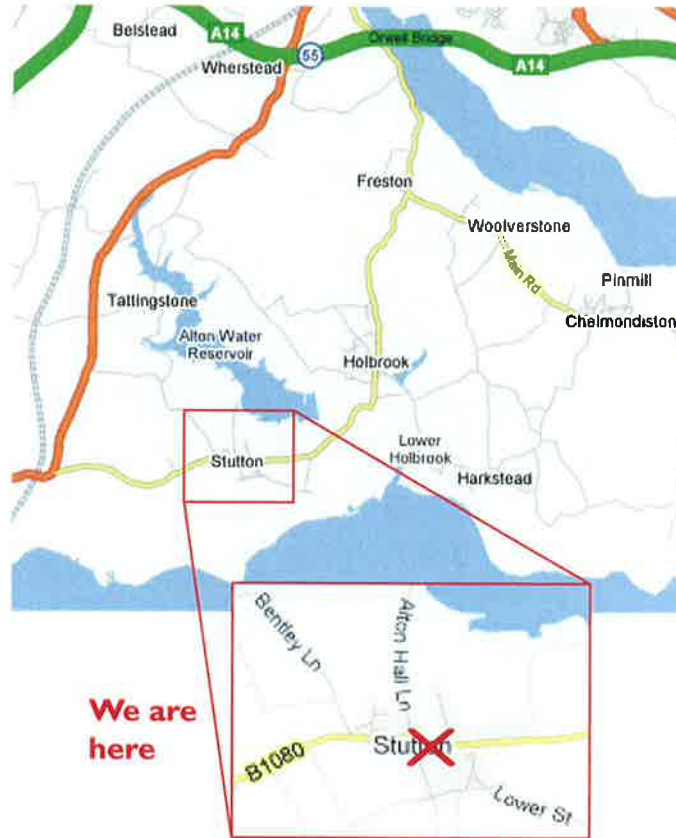 Belstead
A14
Orwell Bridge
Wherstead
55
A14
Freston
Woolverstone
Main Rd
Pinmill
Tattingstone
Chelmondiston
Alton Water
Reservoir
Holbrook
Lower
Holbrook
Stutton
Harkstead
Bentley Ln
Alton Hall Ln
We are
here
Stutton
B1080
Lower St